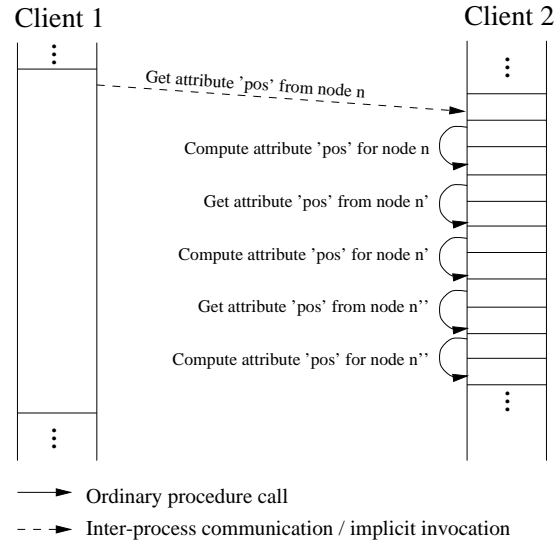 Client 1
Client 2
Get attribute 'pos' from node n
Compute attribute 'pos' for node n
Get attribute 'pos' from node n'
Compute attribute 'pos' for node n'
Get attribute 'pos' from node n''
Compute attribute 'pos' for node n''
Ordinary procedure call
Inter-process communication / implicit invocation